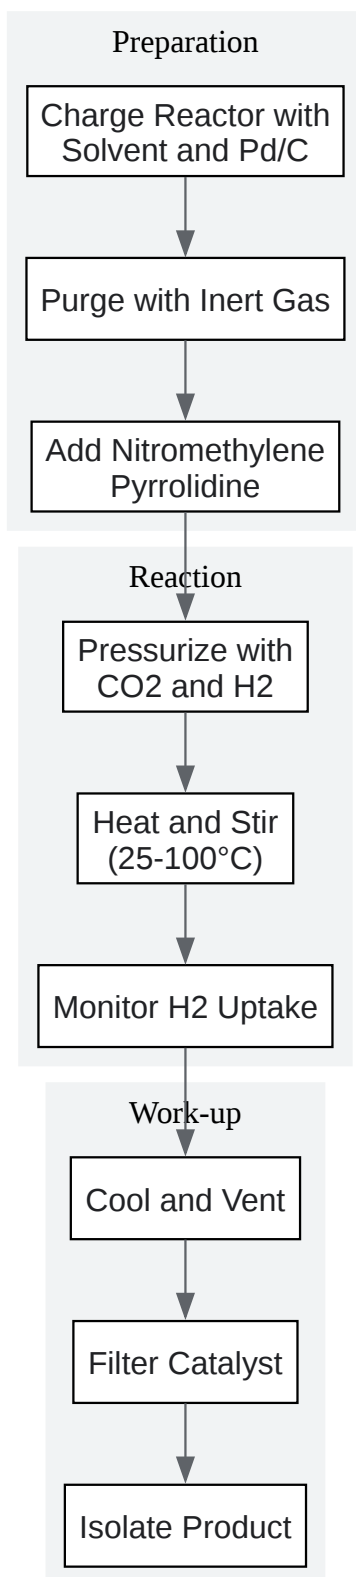 Preparation
Charge Reactor with
Solvent and Pd/C
Purge with Inert Gas
Add Nitromethylene
Pyrrolidine
Reaction
Pressurize with
CO2 and H2
Heat and Stir
(25-100°C)
Monitor H2 Uptake
Work-up
Cool and Vent
Filter Catalyst
Isolate Product